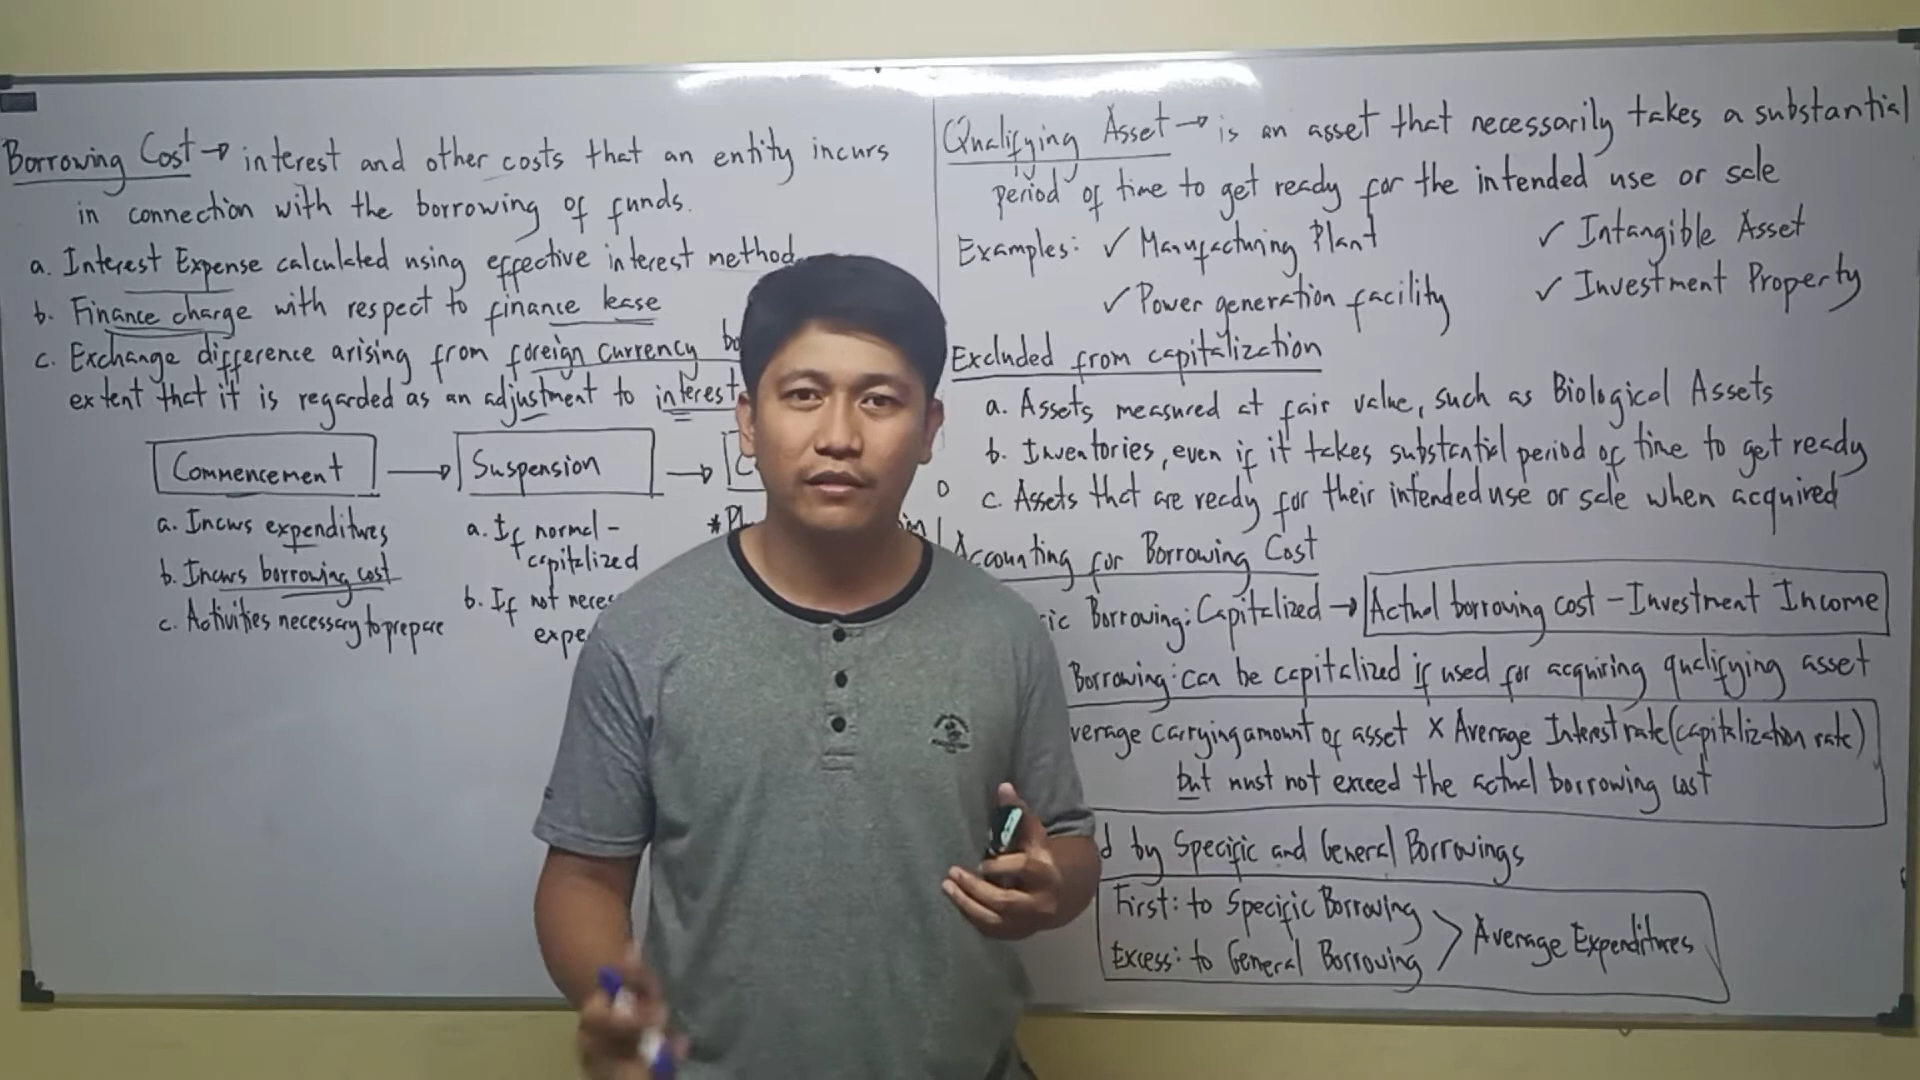 Borrowing Cost → interest and other costs that an entity incurs
in connection with the borrowing of funds.
a. Interest Expense calculated using effective interest method
b. Finance charge with respect to finance lease
c. Exchange difference arising from foreign currency
extent that it is regarded as an adjustment to interest
Commencement → Suspension →
a. Incurs expenditures
b. Incurs borrowing cost
c. Activities necessary to prepare
a. If normal -
capitalized
b. If not
Qualifying Asset → is an asset that necessarily takes a substantial
period of time to get ready for the intended use or sale
Examples: ✓ Manufacturing Plant
✓ Power generation facility
✓ Intangible Asset
✓ Investment Property
Excluded from capitalization
a. Assets measured at fair value, such as Biological Assets
b. Inventories, even if it takes substantial period of time to get ready
c. Assets that are ready for their intended use or sale when acquired
Accounting for Borrowing Cost
Borrowing: Capitalized → Actual borrowing cost - Investment Income
Borrowing: can be capitalized if used for acquiring qualifying asset
verage carrying amount of asset x Average Interest rate (capitalization rate)
but must not exceed the actual borrowing cost
d by Specific and General Borrowings
First: to Specific Borrowing
Excess: to General Borrowing > Average Expenditures